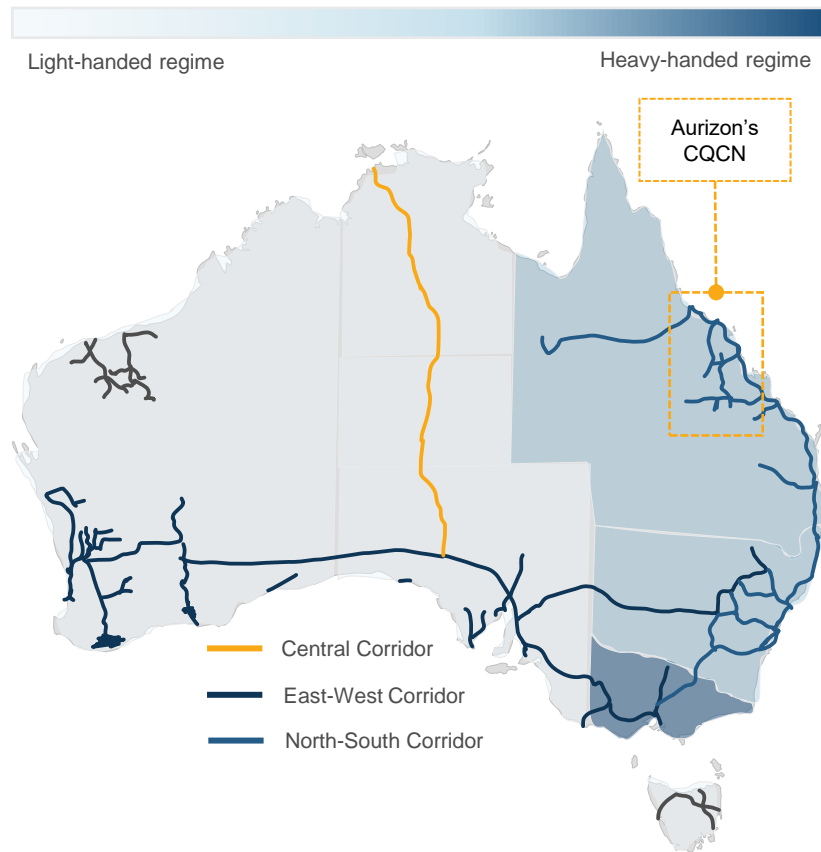 Light-handed regime
Heavy-handed regime
Aurizon's
CQCN
Central Corridor
East-West Corridor
North-South Corridor